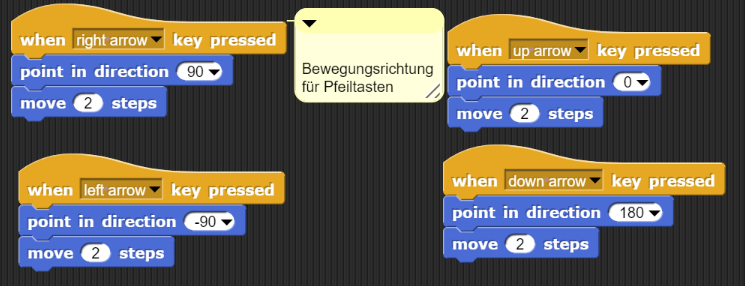 when right arrow key pressed
point in direction 90
move 2 steps
Bewegungsrichtung
für Pfeiltasten
when up arrow key pressed
point in direction 0
move 2 steps
when left arrow key pressed
point in direction -90
move 2 steps
when down arrow key pressed
point in direction 180
move 2 steps